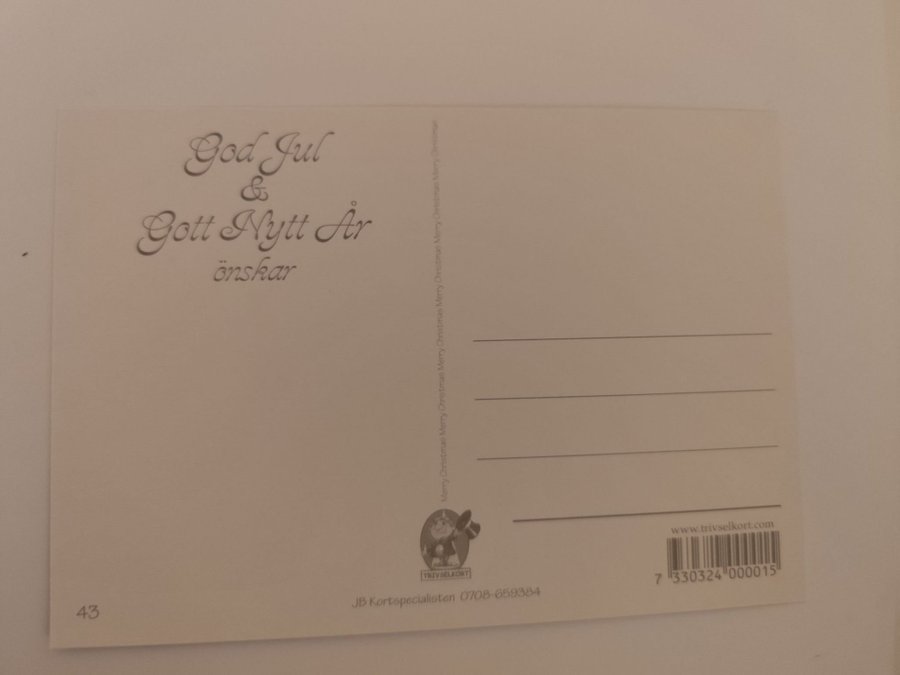 God Jul
&
Gott Nytt År
önskar
Merry Christmas Merry Christmas Merry Christmas Merry Christmas Merry Christmas Merry Christmas
www.trivselkort.com
7 330324 000015
TRIVSELKORT
JB Kortspecialisten 0708-659384
43